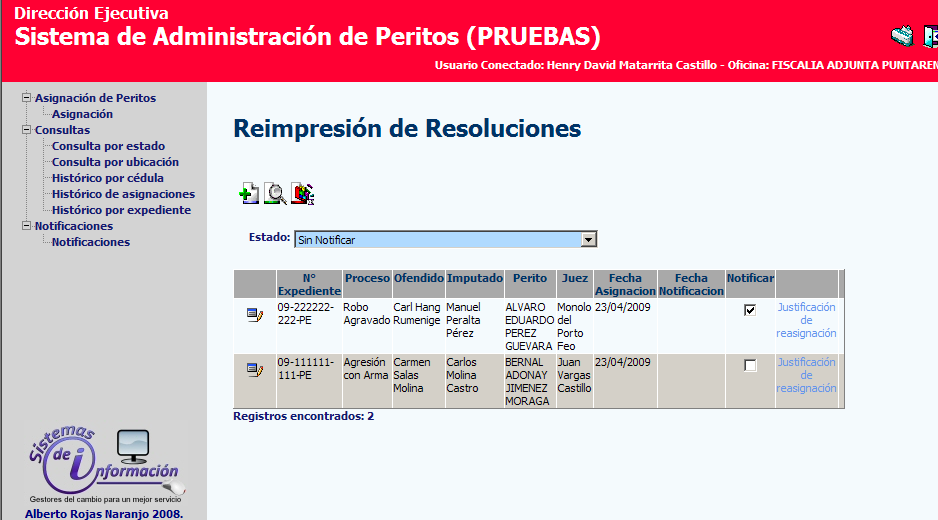 Dirección Ejecutiva
Sistema de Administración de Peritos (PRUEBAS)
Usuario Conectado: Henry David Matarrita Castillo - Oficina: FISCALIA ADJUNTA PUNTAREN
Asignación de Peritos
Asignación
Consultas
Consulta por estado
Consulta por ubicación
Histórico por cédula
Histórico de asignaciones
Histórico por expediente
Notificaciones
Notificaciones
Reimpresión de Resoluciones
Estado: Sin Notificar
N° Proceso Ofendido Imputado Perito Juez Fecha Fecha Notificar
Expediente Asignacion Notificacion
09-222222- Robo Carl Hang Manuel ALVARO Monolo 23/04/2009 Justificación
222-PE Agravado Rumenige Peralta EDUARDO del de
Pérez PEREZ Porto reasignación
GUEVARA Feo
09-111111- Agresión Carmen Carlos BERNAL Juan 23/04/2009 Justificación
111-PE con Arma Salas Molina ADONAY Vargas de
Molina Castro JIMENEZ Castillo reasignación
MORAGA
Registros encontrados: 2
Sistemas
de información
Gestores del cambio para un mejor servicio
Alberto Rojas Naranjo 2008.